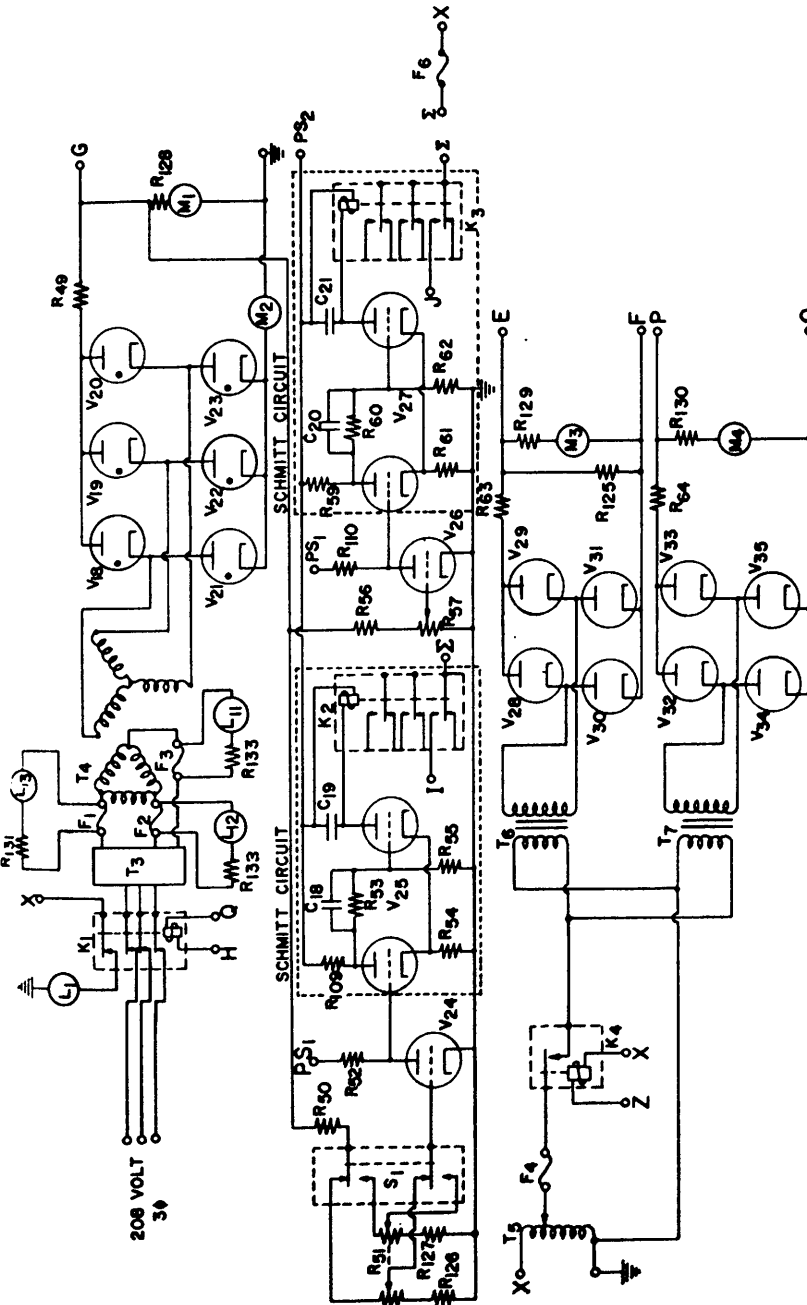 208 VOLT
3ϕ
L1
K1
X
H
Q
T3
R131
L13
F1
F2
T4
F3
L12
R133
L11
R133
V18
V19
V20
V21
V22
V23
R49
G
R128
M1
M2
SCHMITT CIRCUIT
SCHMITT CIRCUIT
PS2
S1
R50
R51
R127
R126
PS1
R52
V24
R109
C18
R53
V25
R54
R55
C19
K2
I
Σ
R56
R57
PS1
R110
V26
R59
C20
R60
V27
R61
R62
C21
K3
J
Σ
Σ
F6
X
X
T5
F4
K4
Z
X
T6
V28
V29
V30
V31
R63
R125
R129
M3
E
F
T7
V32
V33
V34
V35
R64
R130
M4
P